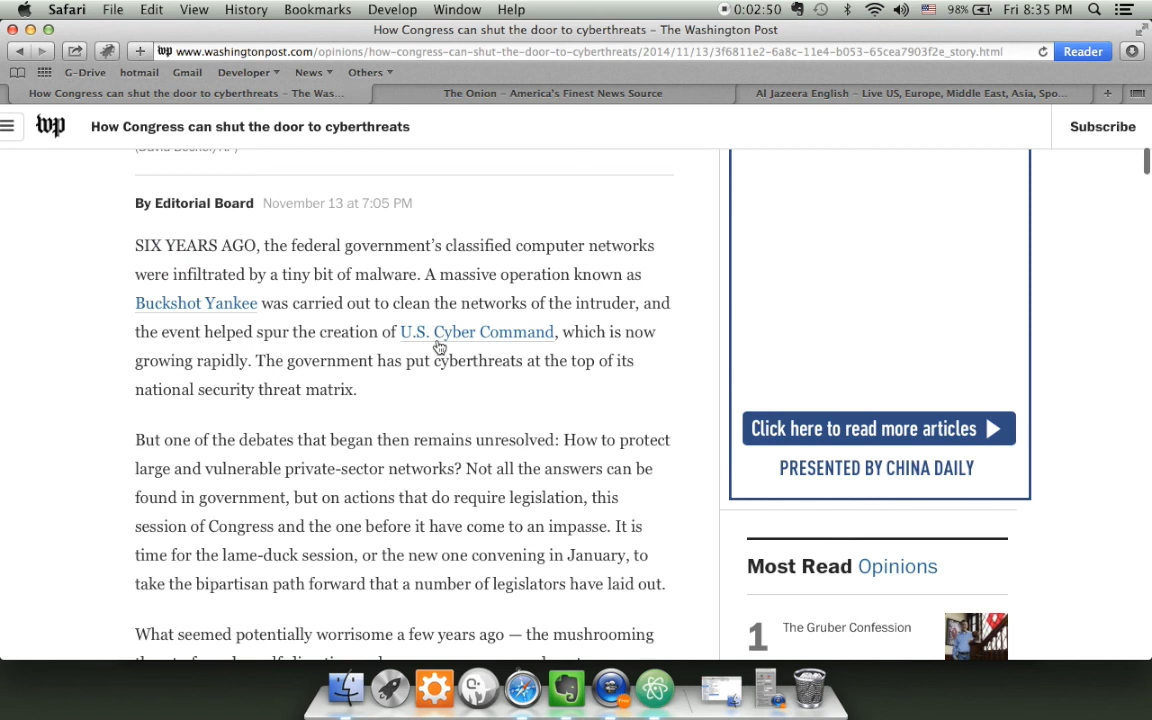 Safari File Edit View History Bookmarks Develop Window Help 0:02:50 98% Fri 8:35 PM
How Congress can shut the door to cyberthreats – The Washington Post
www.washingtonpost.com/opinions/how-congress-can-shut-the-door-to-cyberthreats/2014/11/13/3f6811e2-6a8c-11e4-b053-65cea7903f2e_story.html Reader
G-Drive hotmail Gmail Developer News Others
How Congress can shut the door to cyberthreats – The Was... The Onion – America's Finest News Source Al Jazeera English – Live US, Europe, Middle East, Asia, Spo...
wp How Congress can shut the door to cyberthreats Subscribe
By Editorial Board November 13 at 7:05 PM
SIX YEARS AGO, the federal government’s classified computer networks
were infiltrated by a tiny bit of malware. A massive operation known as
Buckshot Yankee was carried out to clean the networks of the intruder, and
the event helped spur the creation of U.S. Cyber Command, which is now
growing rapidly. The government has put cyberthreats at the top of its
national security threat matrix.
But one of the debates that began then remains unresolved: How to protect
large and vulnerable private-sector networks? Not all the answers can be
found in government, but on actions that do require legislation, this
session of Congress and the one before it have come to an impasse. It is
time for the lame-duck session, or the new one convening in January, to
take the bipartisan path forward that a number of legislators have laid out.
What seemed potentially worrisome a few years ago — the mushrooming
Click here to read more articles
PRESENTED BY CHINA DAILY
Most Read Opinions
1 The Gruber Confession